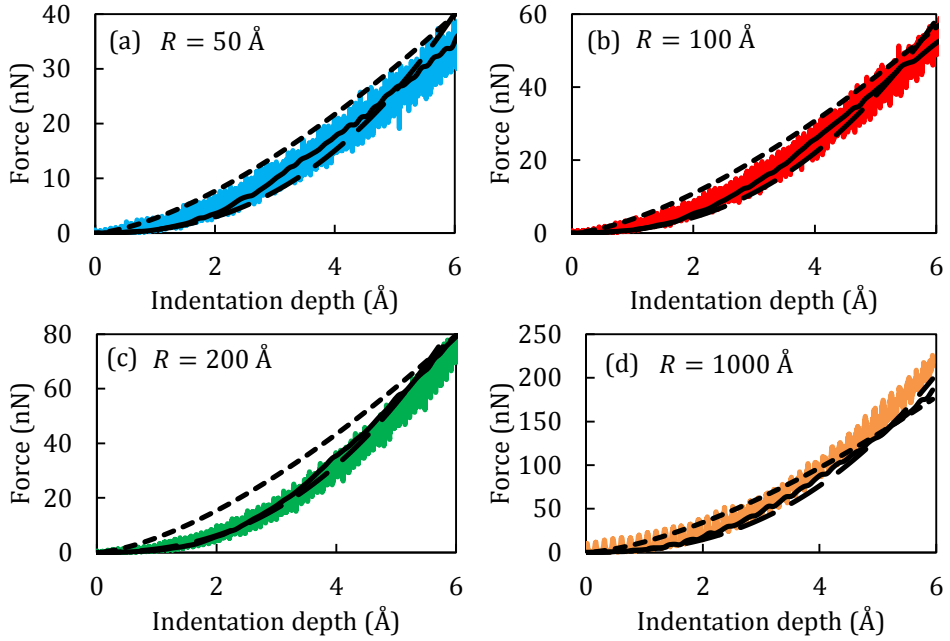 (a) R = 50 Å
Force (nN)
40
30
20
10
0
0 2 4 6
Indentation depth (Å)
(b) R = 100 Å
Force (nN)
60
40
20
0
0 2 4 6
Indentation depth (Å)
(c) R = 200 Å
Force (nN)
80
60
40
20
0
0 2 4 6
Indentation depth (Å)
(d) R = 1000 Å
Force (nN)
250
200
150
100
50
0
0 2 4 6
Indentation depth (Å)